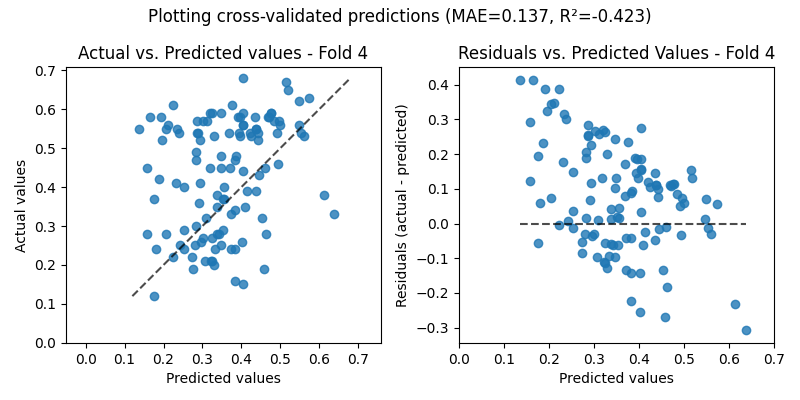 Plotting cross-validated predictions (MAE=0.137, R²=-0.423)
Actual vs. Predicted values - Fold 4
Actual values
0.7
0.6
0.5
0.4
0.3
0.2
0.1
0.0
0.0 0.1 0.2 0.3 0.4 0.5 0.6 0.7
Predicted values
Residuals vs. Predicted Values - Fold 4
Residuals (actual - predicted)
0.4
0.3
0.2
0.1
0.0
−0.1
−0.2
−0.3
0.0 0.1 0.2 0.3 0.4 0.5 0.6 0.7
Predicted values